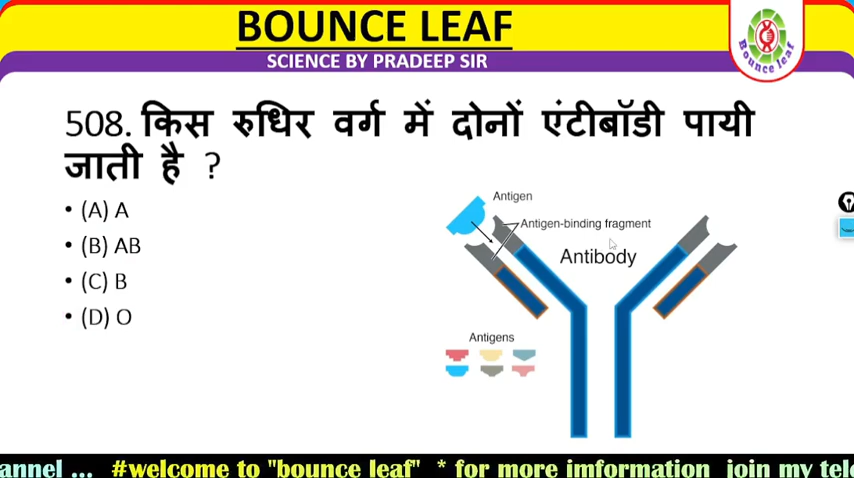 BOUNCE LEAF
SCIENCE BY PRADEEP SIR
Bounce leaf
508. किस रुधिर वर्ग में दोनों एंटीबॉडी पायी
जाती है ?
• (A) A
• (B) AB
• (C) B
• (D) O
Antigen
Antigen-binding fragment
Antibody
Antigens
annel ... #welcome to "bounce leaf" * for more imformation join my tele